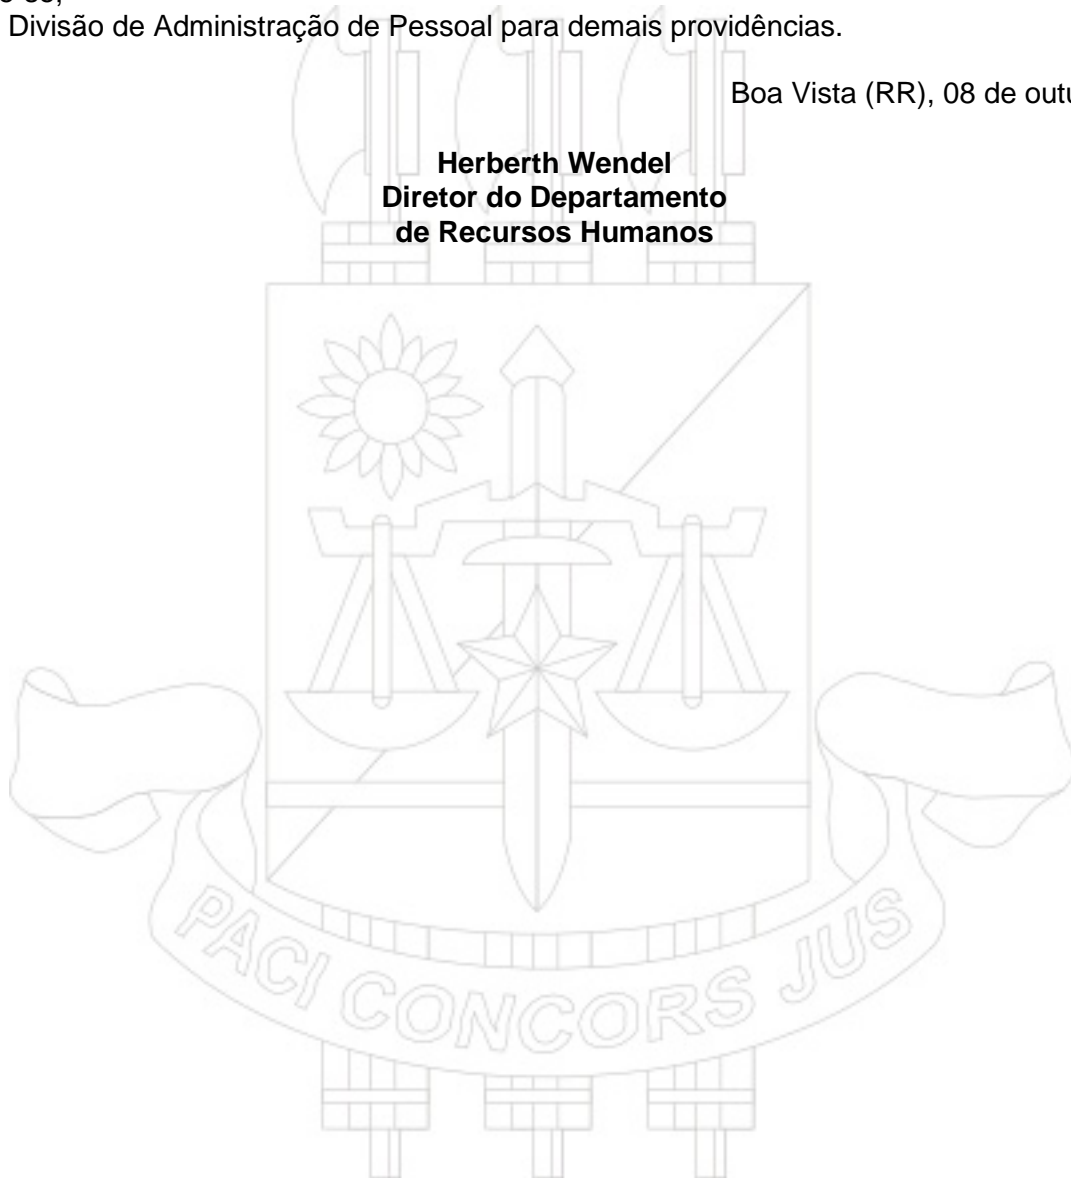 Divisão de Administração de Pessoal para demais providências.
Boa Vista (RR), 08 de
Herberth Wendel
Diretor do Departamento
de Recursos Humanos
PACI CONCORS JUS